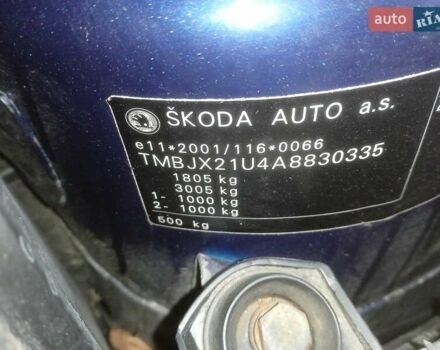 auto RIA
ŠKODA AUTO a.s.
e11*2001/116*0066
TMBJX21U4A8830335
1805 kg
3005 kg
1- 1000 kg
2- 1000 kg
500 kg